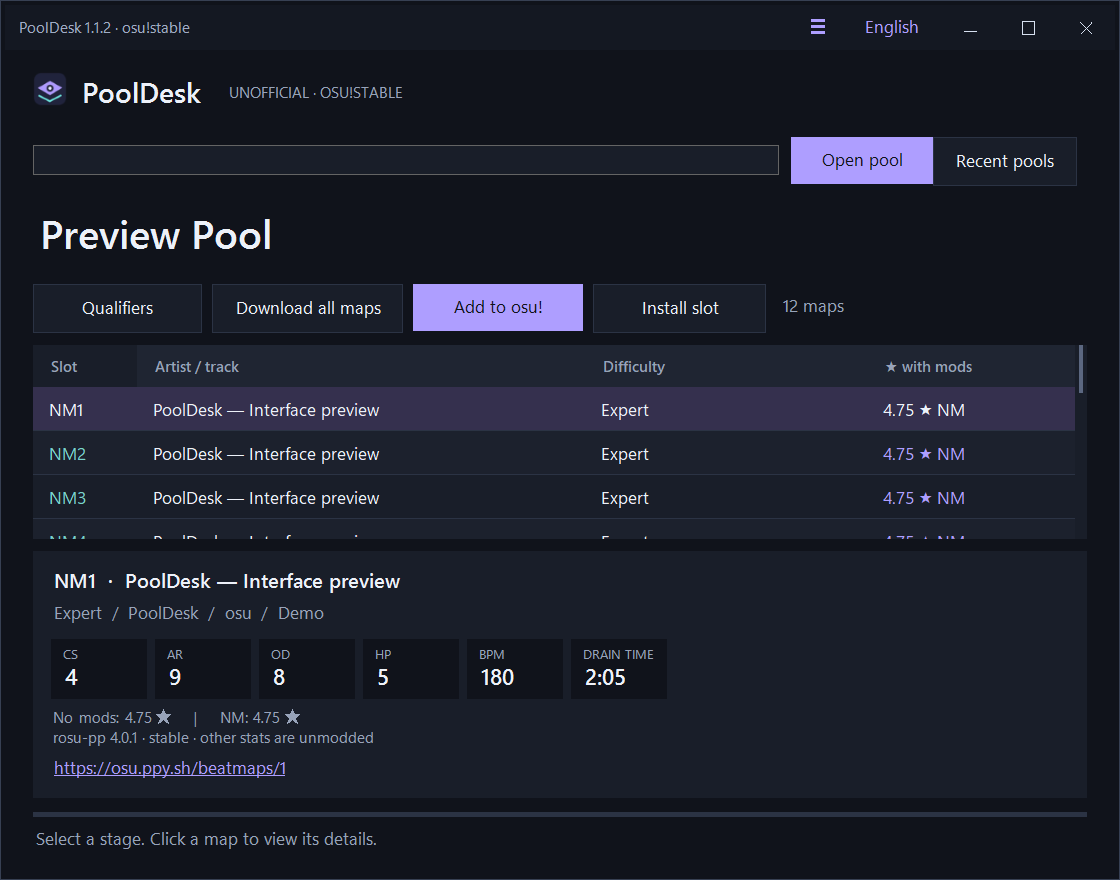 PoolDesk 1.1.2 · osu!stable
☰ English
PoolDesk UNOFFICIAL · OSU!STABLE
Open pool Recent pools
Preview Pool
Qualifiers Download all maps Add to osu! Install slot 12 maps
Slot Artist / track Difficulty ★ with mods
NM1 PoolDesk — Interface preview Expert 4.75 ★ NM
NM2 PoolDesk — Interface preview Expert 4.75 ★ NM
NM3 PoolDesk — Interface preview Expert 4.75 ★ NM
NM1 · PoolDesk — Interface preview
Expert / PoolDesk / osu / Demo
CS AR OD HP BPM DRAIN TIME
4 9 8 5 180 2:05
No mods: 4.75 ★ | NM: 4.75 ★
rosu-pp 4.0.1 · stable · other stats are unmodded
https://osu.ppy.sh/beatmaps/1
Select a stage. Click a map to view its details.